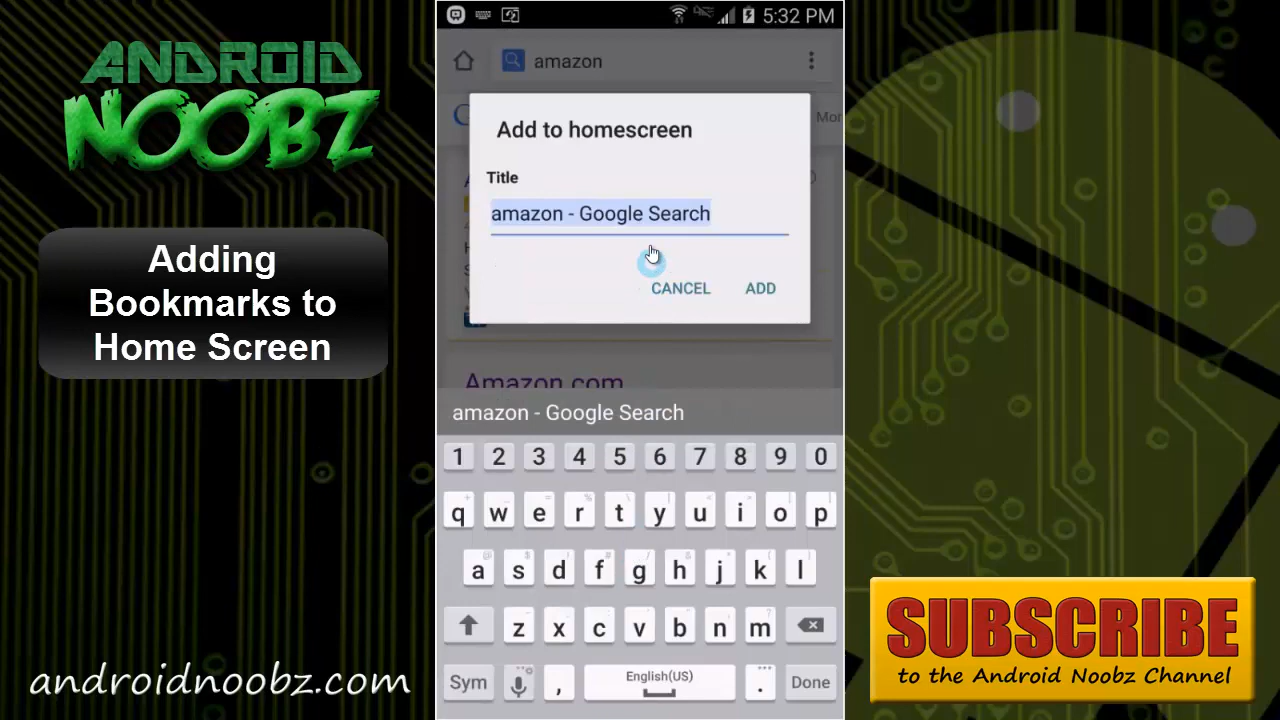 ANDROID
NOOBZ
Adding
Bookmarks to
Home Screen
androidnoobz.com
5:32 PM
amazon
Mor
Add to homescreen
Title
amazon - Google Search
CANCEL ADD
Amazon.com
amazon - Google Search
1 2 3 4 5 6 7 8 9 0
q w e r t y u i o p
a s d f g h j k l
z x c v b n m
Sym , English(US) . Done
SUBSCRIBE
to the Android Noobz Channel